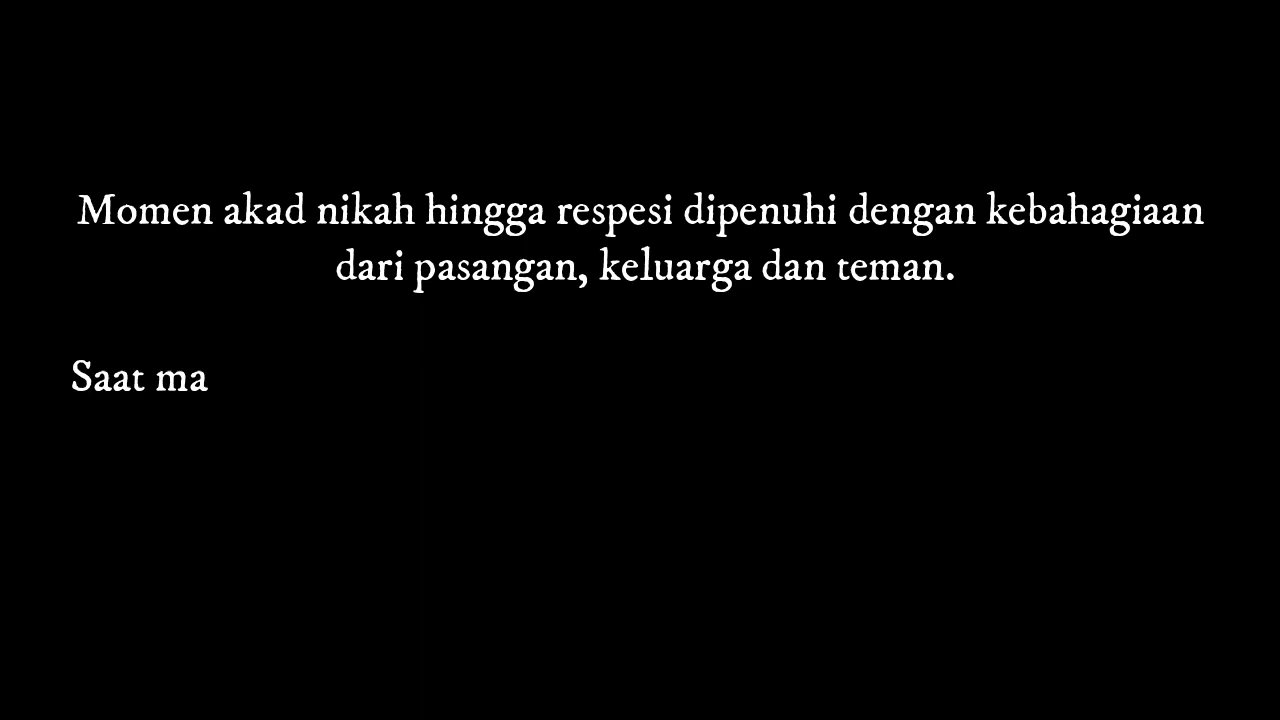 Momen akad nikah hingga respesi dipenuhi dengan kebahagiaan
dari pasangan, keluarga dan teman.
Saat ma